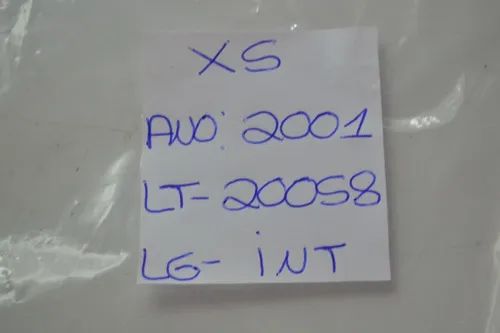 XS
ANO: 2001
LT-20058
LG- INT